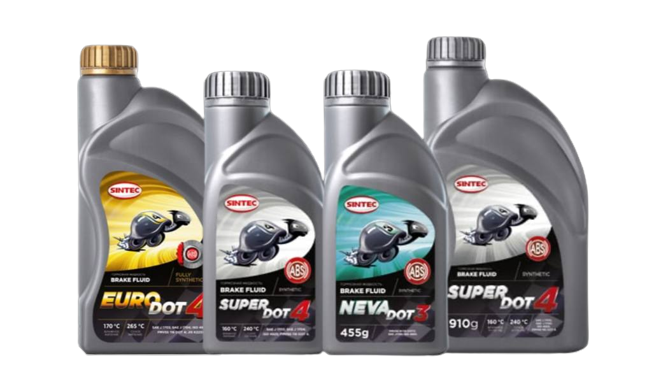 SINTEC
BRAKE FLUID
FULLY
SYNTHETIC
EURO
DOT 4
170 °C
265 °C
SINTEC
ABS
BRAKE FLUID
SYNTHETIC
SUPER
DOT 4
160 °C
240 °C
SINTEC
ABS
BRAKE FLUID
SYNTHETIC
NEVA
DOT 3
455g
SINTEC
ABS
BRAKE FLUID
SYNTHETIC
SUPER
DOT 4
910g
160 °C
240 °C